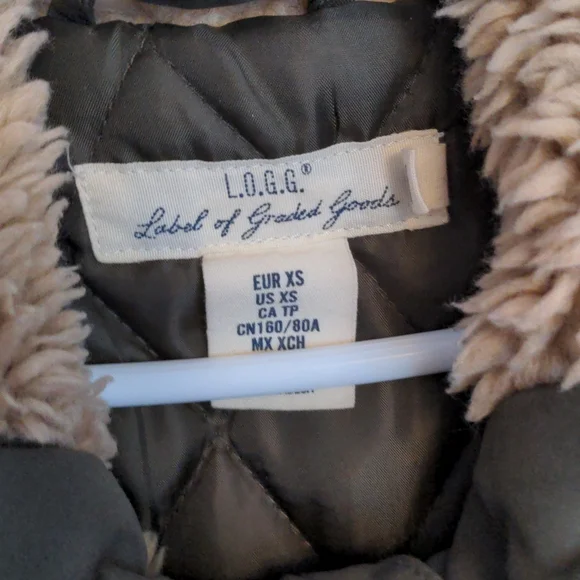 L.O.G.G.®
Label of Graded Goods
EUR XS
US XS
CA TP
CN160/80A
MX XCH